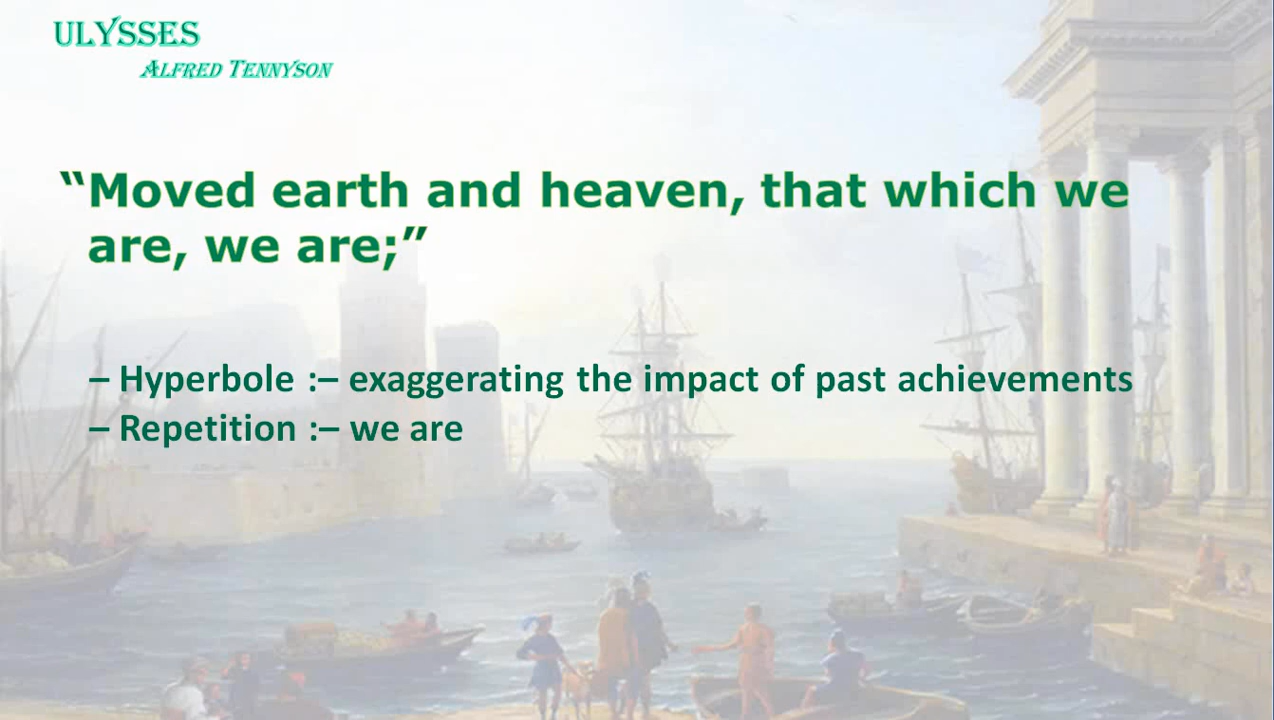 ULYSSES
ALFRED TENNYSON
“Moved earth and heaven, that which we
are, we are;”
– Hyperbole :– exaggerating the impact of past achievements
– Repetition :– we are